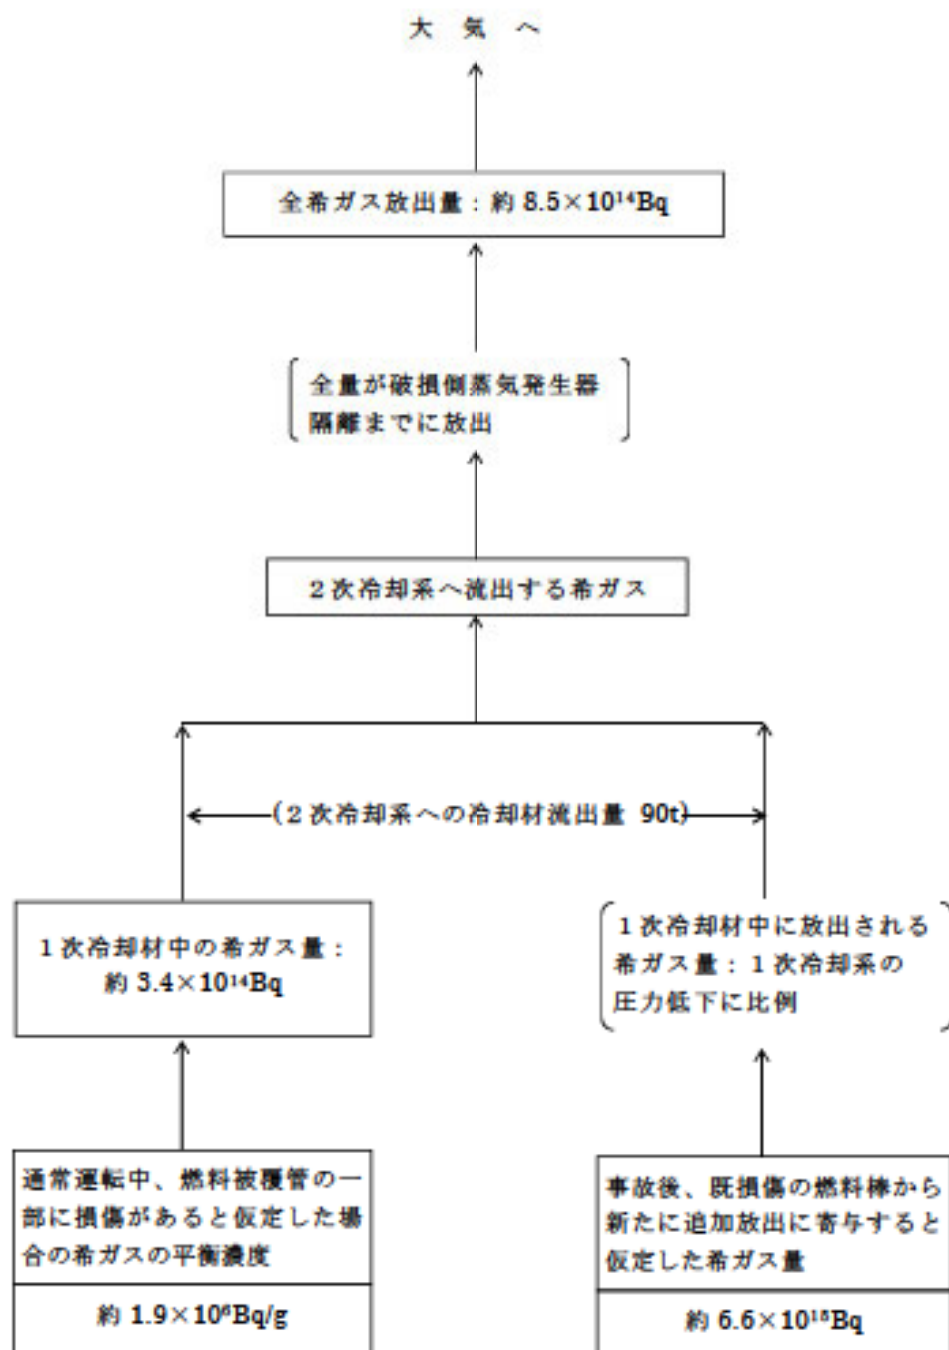 大気へ
全希ガス放出量：約 8.5×10¹⁴Bq
全量が破損側蒸気発生器
隔離までに放出
２次冷却系へ流出する希ガス
(２次冷却系への冷却材流出量 90t)
１次冷却材中の希ガス量：
約 3.4×10¹⁴Bq
１次冷却材中に放出される
希ガス量：１次冷却系の
圧力低下に比例
通常運転中、燃料被覆管の一
部に損傷があると仮定した場
合の希ガスの平衡濃度
約 1.9×10⁶Bq/g
事故後、既損傷の燃料棒から
新たに追加放出に寄与すると
仮定した希ガス量
約 6.6×10¹⁵Bq